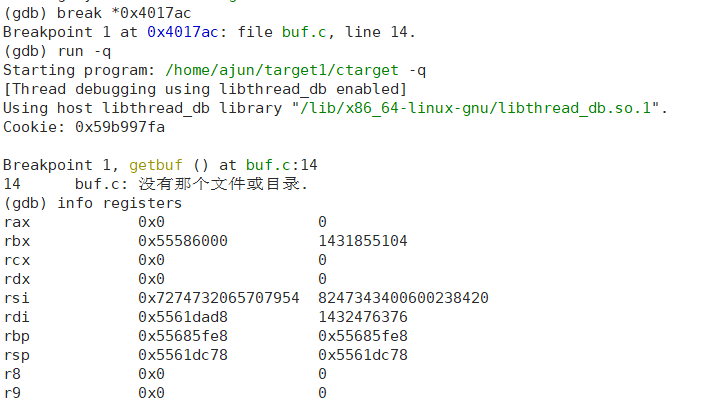 (gdb) break *0x4017ac
Breakpoint 1 at 0x4017ac: file buf.c, line 14.
(gdb) run -q
Starting program: /home/ajun/target1/ctarget -q
[Thread debugging using libthread_db enabled]
Using host libthread_db library "/lib/x86_64-linux-gnu/libthread_db.so.1".
Cookie: 0x59b997fa
Breakpoint 1, getbuf () at buf.c:14
14 buf.c: 没有那个文件或目录.
(gdb) info registers
rax 0x0 0
rbx 0x55586000 1431855104
rcx 0x0 0
rdx 0x0 0
rsi 0x7274732065707954 8247343400600238420
rdi 0x5561dad8 1432476376
rbp 0x55685fe8 0x55685fe8
rsp 0x5561dc78 0x5561dc78
r8 0x0 0
r9 0x0 0